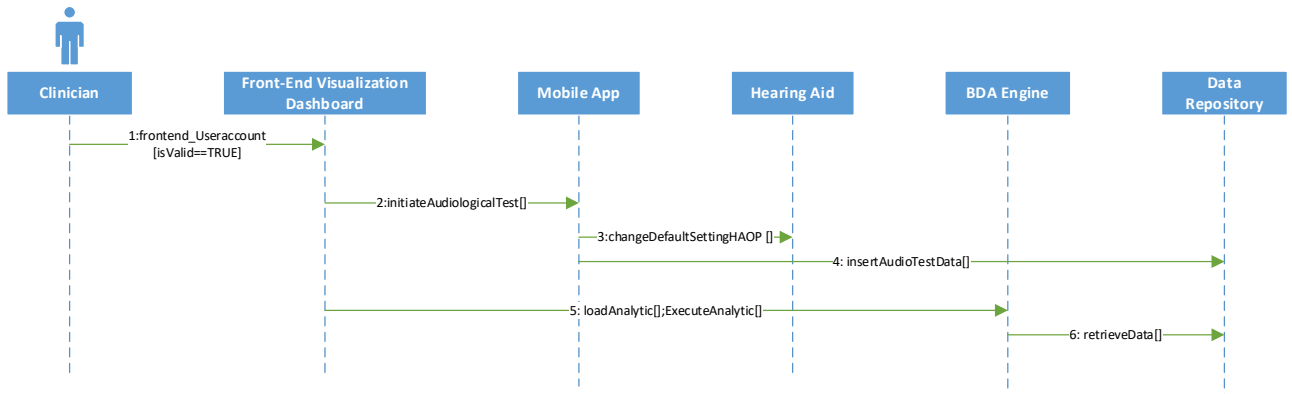 Clinician
Front-End Visualization
Dashboard
Mobile App
Hearing Aid
BDA Engine
Data
Repository
1:frontend_Useraccount
[isValid==TRUE]
2:initiateAudiologicalTest[]
3:changeDefaultSettingHAOP []
4: insertAudioTestData[]
5: loadAnalytic[];ExecuteAnalytic[]
6: retrieveData[]